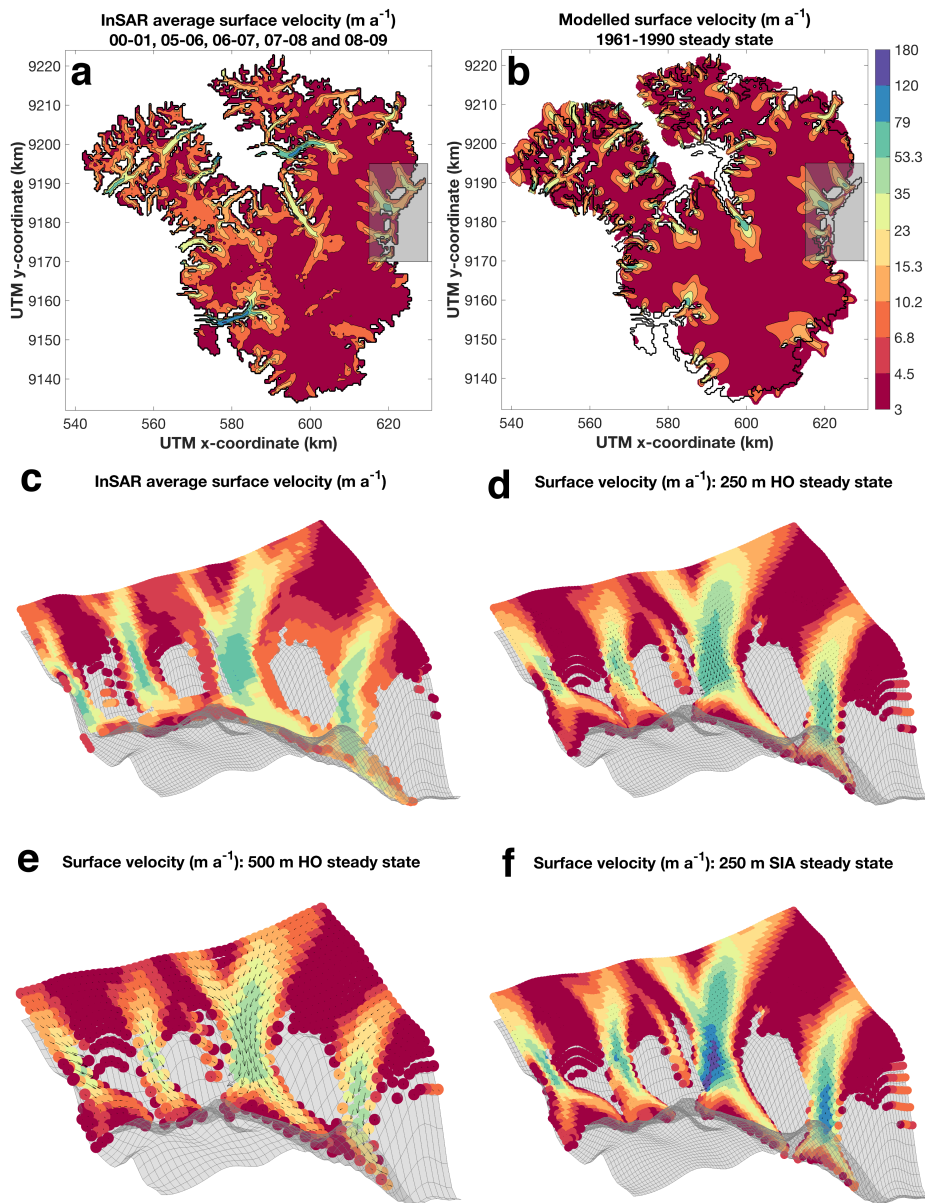 InSAR average surface velocity (m a⁻¹)
00-01, 05-06, 06-07, 07-08 and 08-09
a
9220
9210
9200
9190
9180
9170
9160
9150
9140
UTM y-coordinate (km)
540 560 580 600 620
UTM x-coordinate (km)
Modelled surface velocity (m a⁻¹)
1961-1990 steady state
b
9220
9210
9200
9190
9180
9170
9160
9150
9140
UTM y-coordinate (km)
540 560 580 600 620
UTM x-coordinate (km)
180
120
79
53.3
35
23
15.3
10.2
6.8
4.5
3
c
InSAR average surface velocity (m a⁻¹)
d
Surface velocity (m a⁻¹): 250 m HO steady state
e
Surface velocity (m a⁻¹): 500 m HO steady state
f
Surface velocity (m a⁻¹): 250 m SIA steady state